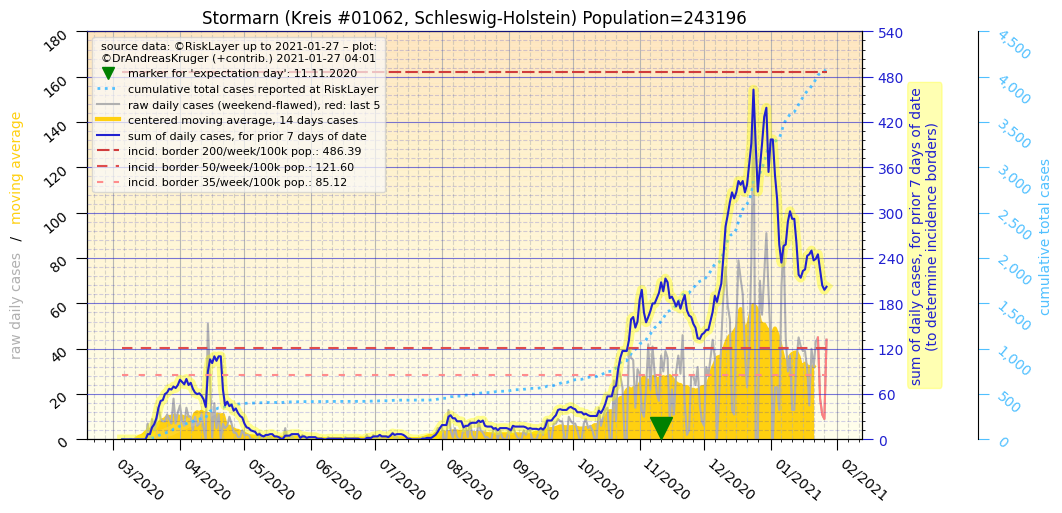 Stormarn (Kreis #01062, Schleswig-Holstein) Population=243196
source data: ©RiskLayer up to 2021-01-27 – plot:
©DrAndreasKruger (+contrib.) 2021-01-27 04:01
marker for 'expectation day': 11.11.2020
cumulative total cases reported at RiskLayer
raw daily cases (weekend-flawed), red: last 5
centered moving average, 14 days cases
sum of daily cases, for prior 7 days of date
incid. border 200/week/100k pop.: 486.39
incid. border 50/week/100k pop.: 121.60
incid. border 35/week/100k pop.: 85.12
raw daily cases / moving average
180
160
140
120
100
80
60
40
20
0
03/2020
04/2020
05/2020
06/2020
07/2020
08/2020
09/2020
10/2020
11/2020
12/2020
01/2021
02/2021
540
480
420
360
300
240
180
120
60
0
sum of daily cases, for prior 7 days of date
(to determine incidence borders)
4,500
4,000
3,500
3,000
2,500
2,000
1,500
1,000
500
0
cumulative total cases